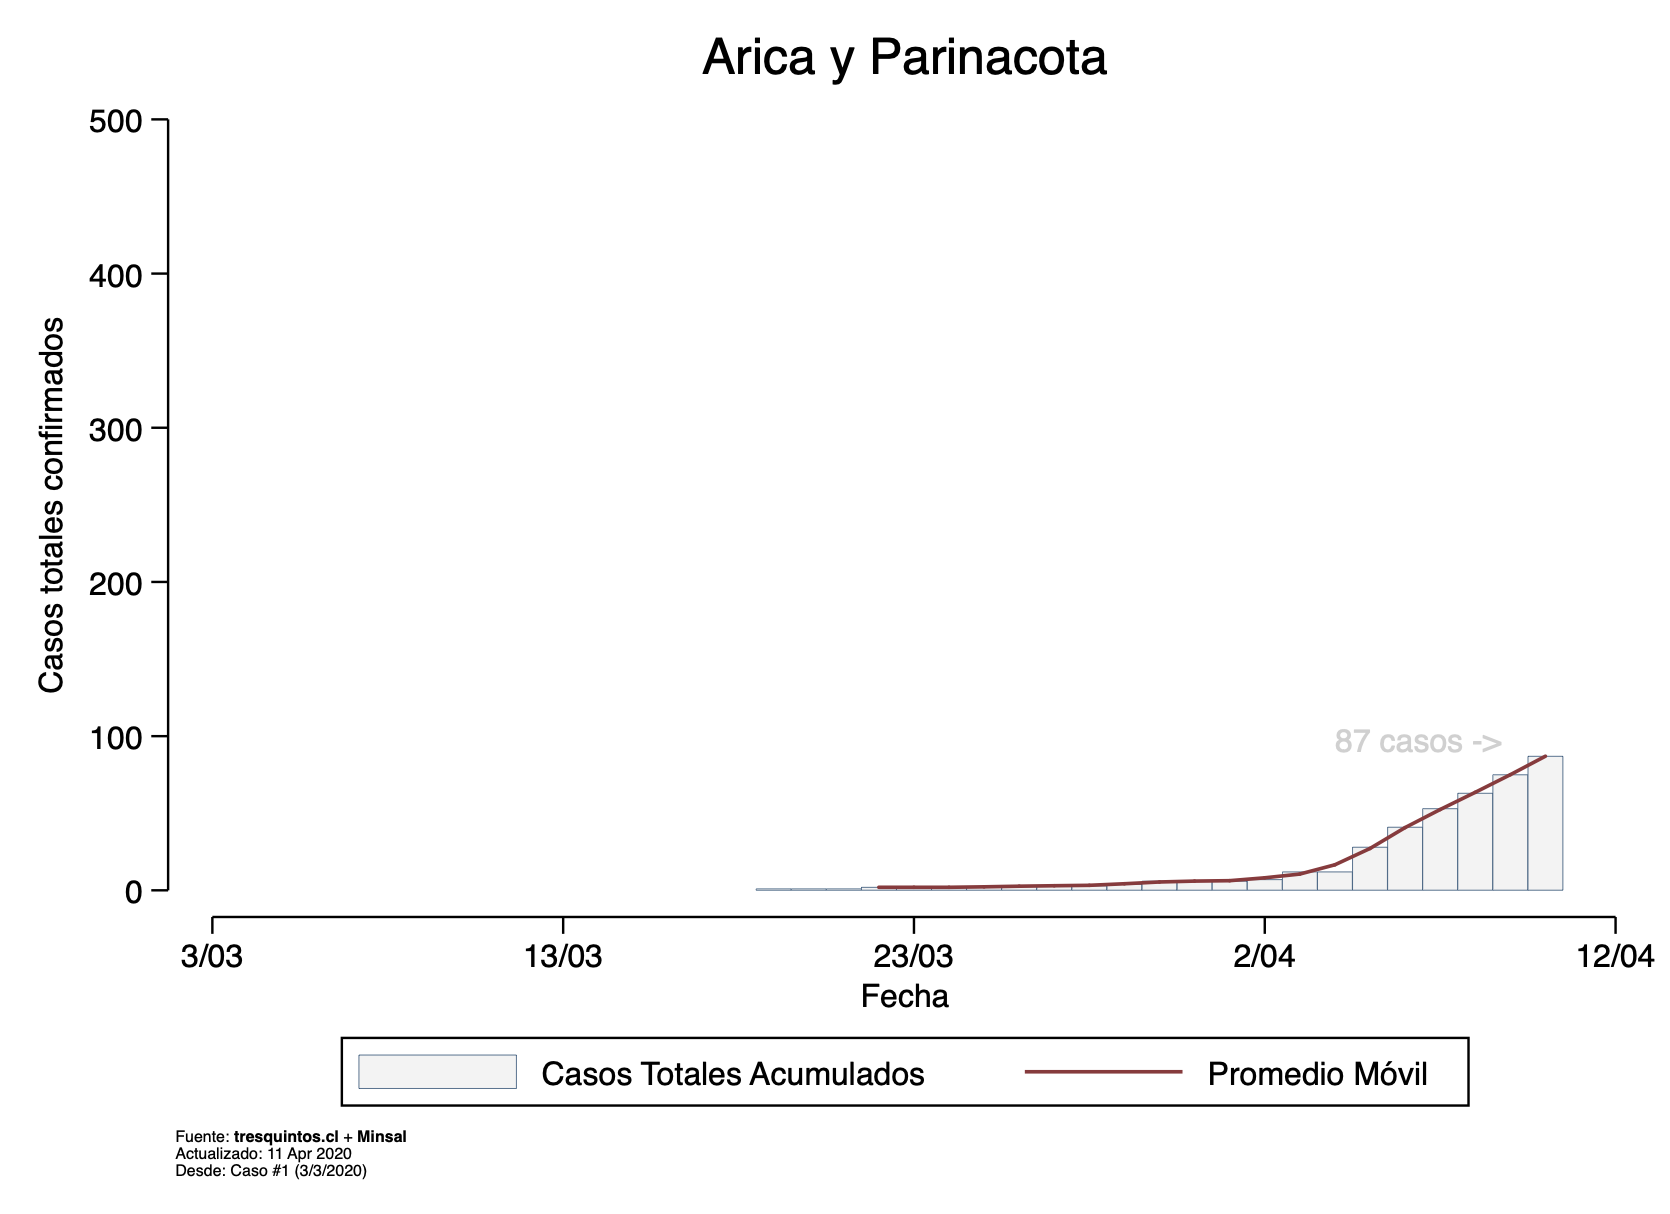 Arica y Parinacota
500
400
300
200
100
0
Casos totales confirmados
87 casos ->
3/03 13/03 23/03 2/04 12/04
Fecha
Casos Totales Acumulados Promedio Móvil
Fuente: tresquintos.cl + Minsal
Actualizado: 11 Apr 2020
Desde: Caso #1 (3/3/2020)